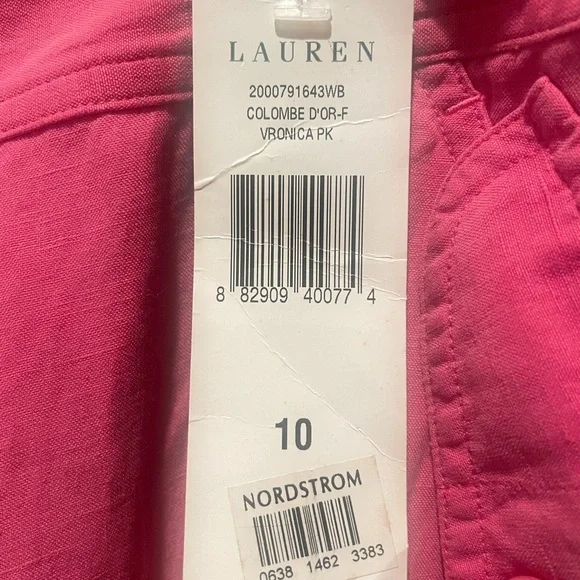 LAUREN
2000791643WB
COLOMBE D'OR-F
VRONICA PK
8 82909 40077 4
10
NORDSTROM
0638 1462 3383